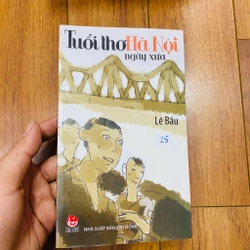 Tuổi thơ Hà Nội
ngày xưa
Lê Bầu
25
NHÀ XUẤT BẢN KIM ĐỒNG